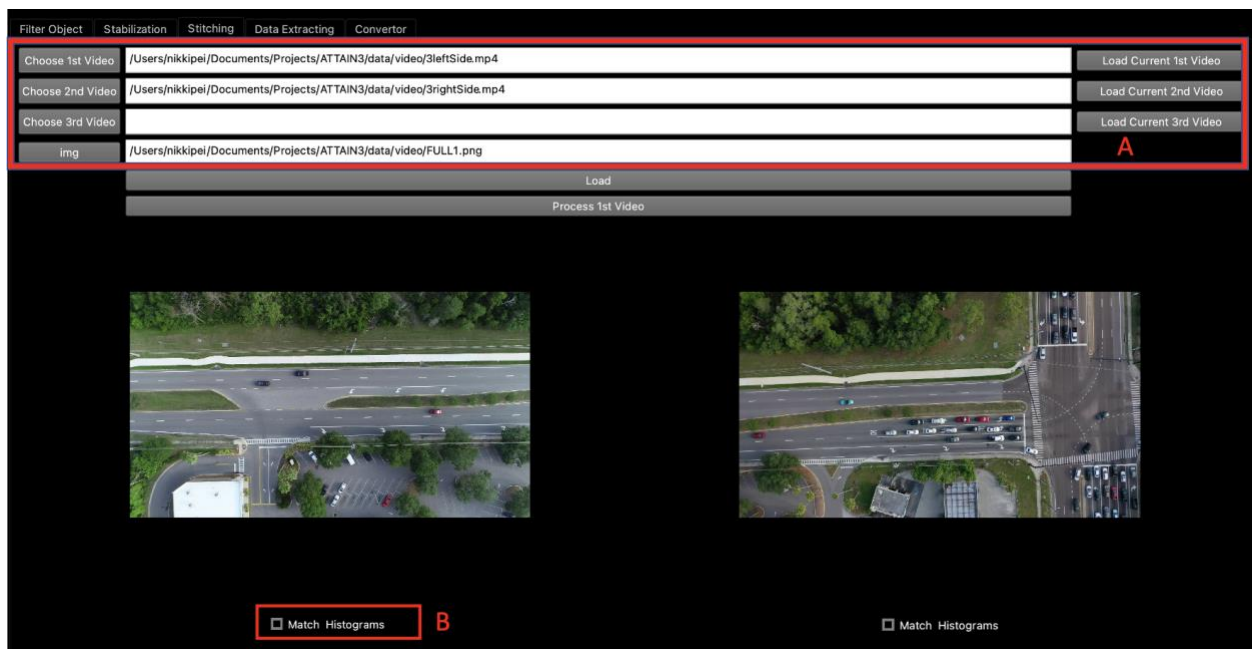 Filter Object Stabilization Stitching Data Extracting Convertor
Choose 1st Video /Users/nikkipei/Documents/Projects/ATTAIN3/data/video/3leftSide.mp4 Load Current 1st Video
Choose 2nd Video /Users/nikkipei/Documents/Projects/ATTAIN3/data/video/3rightSide.mp4 Load Current 2nd Video
Choose 3rd Video Load Current 3rd Video
img /Users/nikkipei/Documents/Projects/ATTAIN3/data/video/FULL1.png A
Load
Process 1st Video
Match Histograms B Match Histograms